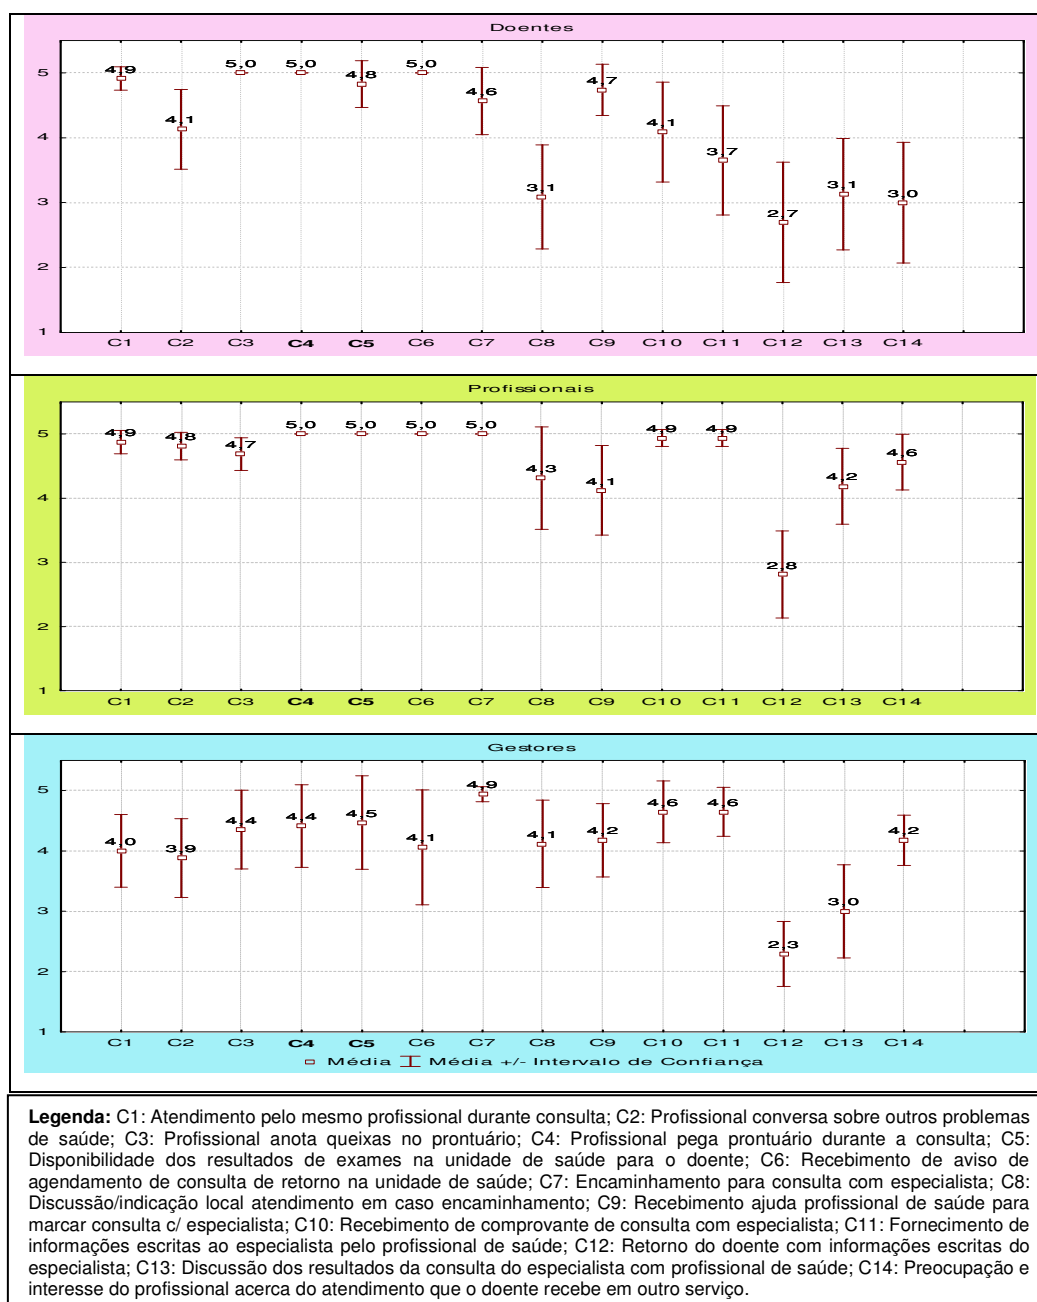 Doentes
4,9 4,1 5,0 5,0 4,8 5,0 4,6 3,1 4,7 4,1 3,7 2,7 3,1 3,0
5
4
3
2
1
C1 C2 C3 C4 C5 C6 C7 C8 C9 C10 C11 C12 C13 C14
Profissionais
4,9 4,8 4,7 5,0 5,0 5,0 5,0 4,3 4,1 4,9 4,9 2,8 4,2 4,6
5
4
3
2
1
C1 C2 C3 C4 C5 C6 C7 C8 C9 C10 C11 C12 C13 C14
Gestores
4,0 3,9 4,4 4,4 4,5 4,1 4,9 4,1 4,2 4,6 4,6 2,3 3,0 4,2
5
4
3
2
1
C1 C2 C3 C4 C5 C6 C7 C8 C9 C10 C11 C12 C13 C14
Média Média +/- Intervalo de Confiança
Legenda: C1: Atendimento pelo mesmo profissional durante consulta; C2: Profissional conversa sobre outros problemas
de saúde; C3: Profissional anota queixas no prontuário; C4: Profissional pega prontuário durante a consulta; C5:
Disponibilidade dos resultados de exames na unidade de saúde para o doente; C6: Recebimento de aviso de
agendamento de consulta de retorno na unidade de saúde; C7: Encaminhamento para consulta com especialista; C8:
Discussão/indicação local atendimento em caso encaminhamento; C9: Recebimento ajuda profissional de saúde para
marcar consulta c/ especialista; C10: Recebimento de comprovante de consulta com especialista; C11: Fornecimento de
informações escritas ao especialista pelo profissional de saúde; C12: Retorno do doente com informações escritas do
especialista; C13: Discussão dos resultados da consulta do especialista com profissional de saúde; C14: Preocupação e
interesse do profissional acerca do atendimento que o doente recebe em outro serviço.